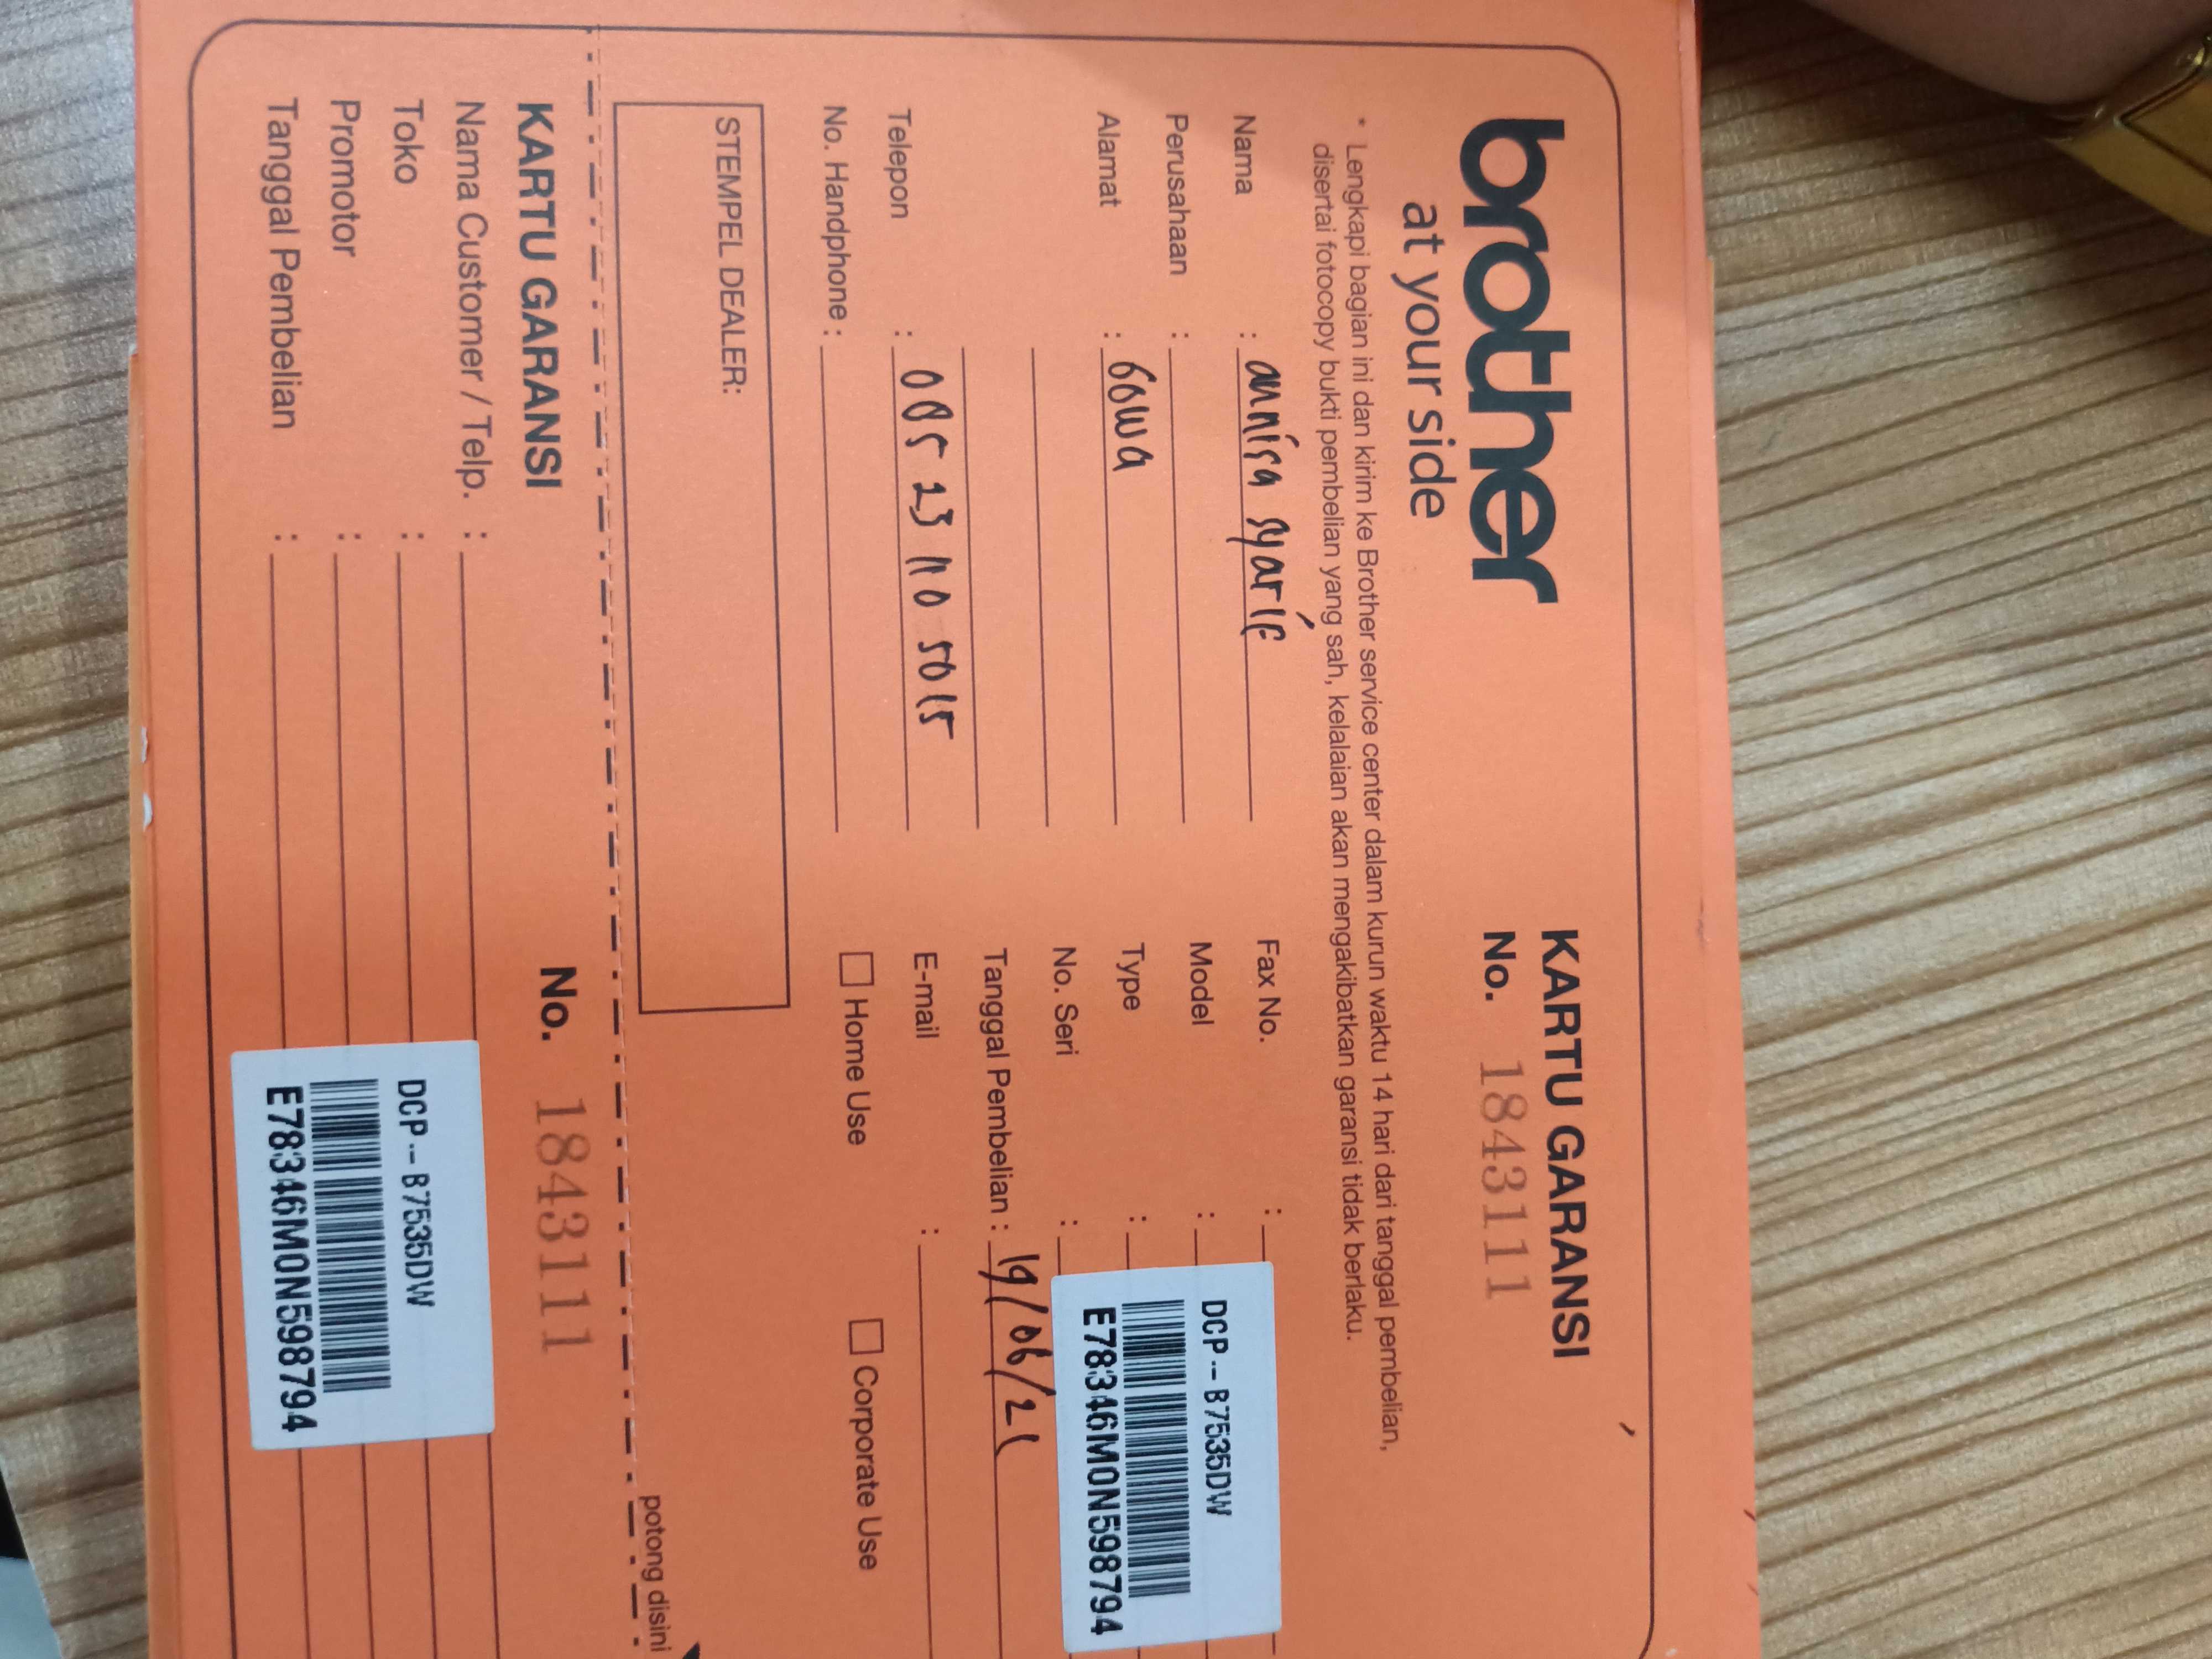 brother
at your side
KARTU GARANSI
No. 1843111
* Lengkapi bagian ini dan kirim ke Brother service center dalam kurun waktu 14 hari dari tanggal pembelian,
disertai fotocopy bukti pembelian yang sah, kelalaian akan mengakibatkan garansi tidak berlaku.
Nama : annisa syarif
Perusahaan :
Alamat : Gowa
Telepon : 085 23 110 5015
No. Handphone :
Fax No. :
Model :
Type :
No. Seri :
DCP-B7535DW
E78346M0N598794
Tanggal Pembelian : 19/06/21
E-mail :
Home Use
Corporate Use
STEMPEL DEALER:
potong disini
KARTU GARANSI
No. 1843111
Nama Customer / Telp. :
Toko :
Promotor :
Tanggal Pembelian :
DCP-B7535DW
E78346M0N598794